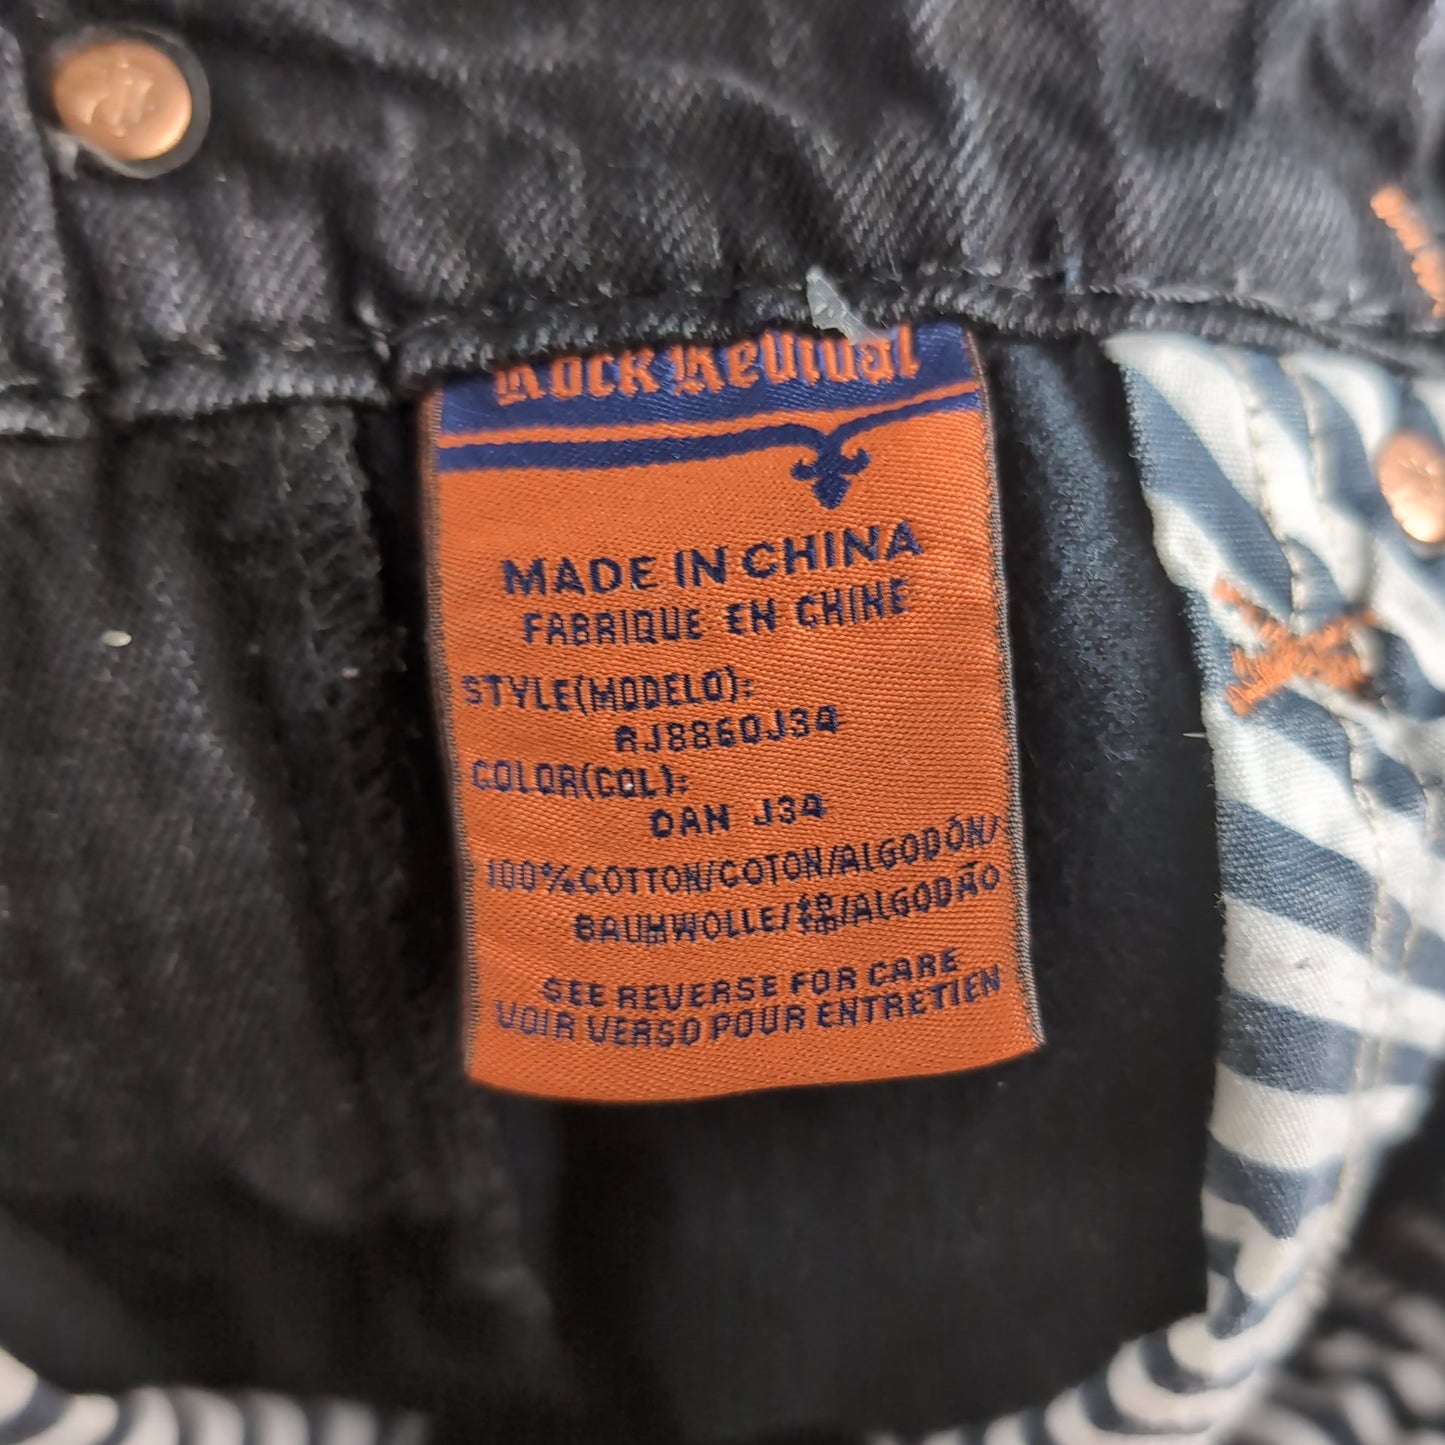 Rock Revival
MADE IN CHINA
FABRIQUE EN CHINE
STYLE(MODELO):
RJ8860J34
COLOR(COL):
DAN J34
100%COTTON/COTON/ALGODÓN/
BAUMWOLLE/棉/ALGODÃO
SEE REVERSE FOR CARE
VOIR VERSO POUR ENTRETIEN